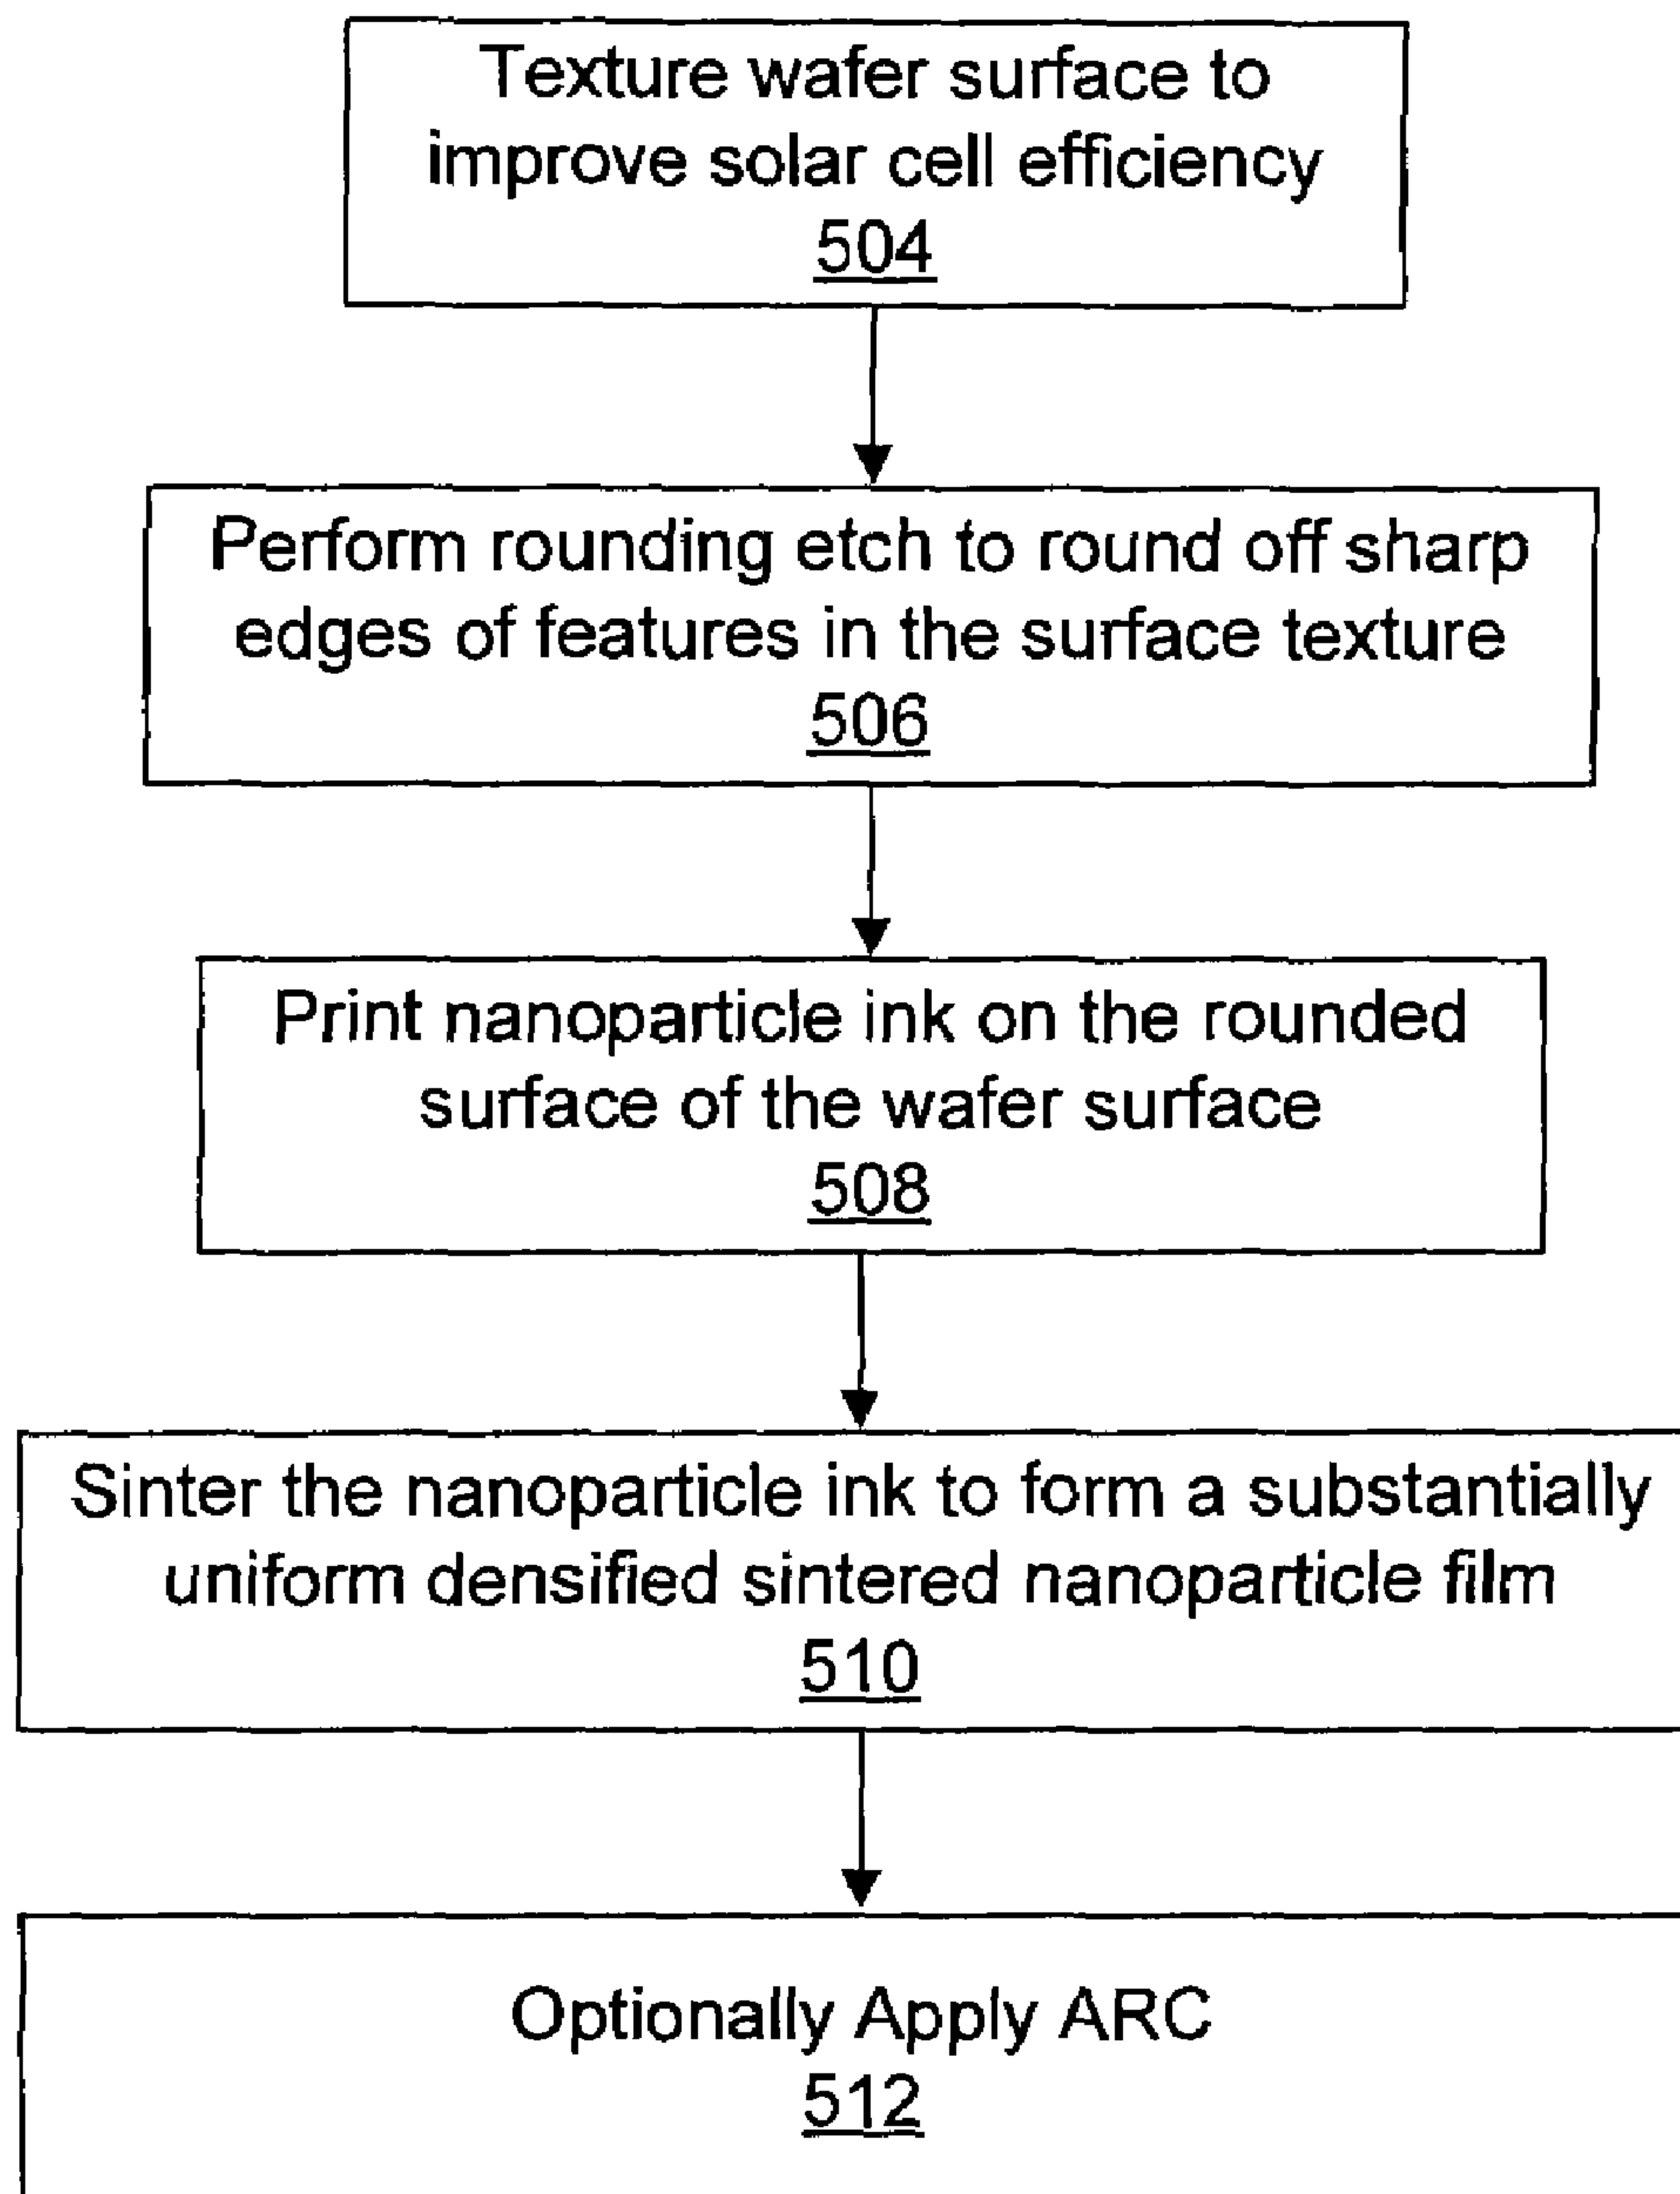 Texture wafer surface to
improve solar cell efficiency
504
Perform rounding etch to round off sharp
edges of features in the surface texture
506
Print nanoparticle ink on the rounded
surface of the wafer surface
508
Sinter the nanoparticle ink to form a substantially
uniform densified sintered nanoparticle film
510
Optionally Apply ARC
512